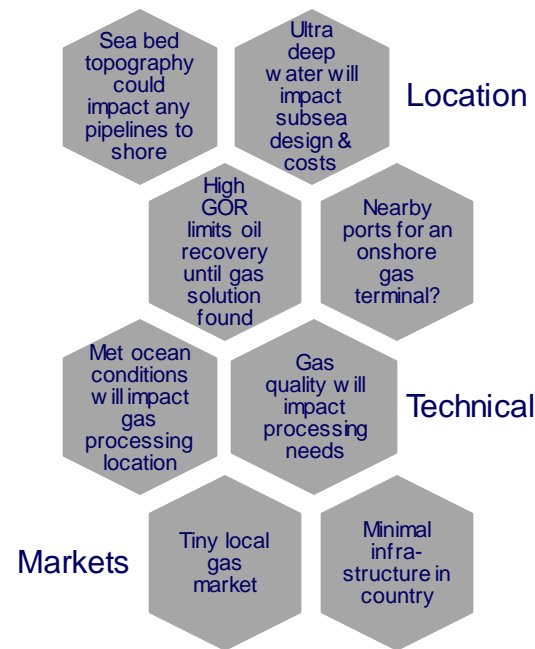 Sea bed
topography
could
impact any
pipelines to
shore
Ultra
deep
water will
impact
subsea
design &
costs
Location
High
GOR
limits oil
recovery
until gas
solution
found
Nearby
ports for an
onshore
gas
terminal?
Met ocean
conditions
will impact
gas
processing
location
Gas
quality will
impact
processing
needs
Technical
Markets
Tiny local
gas
market
Minimal
infra-
structure in
country